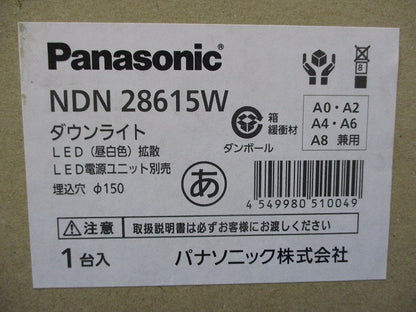 Panasonic®
NDN 28615W
ダウンライト
LED（昼白色）拡散
LED電源ユニット別売
埋込穴 φ150
8
箱
緩衝材
ダンボール
A0・A2
A4・A6
A8 兼用
あ
4 549980 510049
注意
取扱説明書は必ずお客様にお渡しください。
1台入
パナソニック株式会社